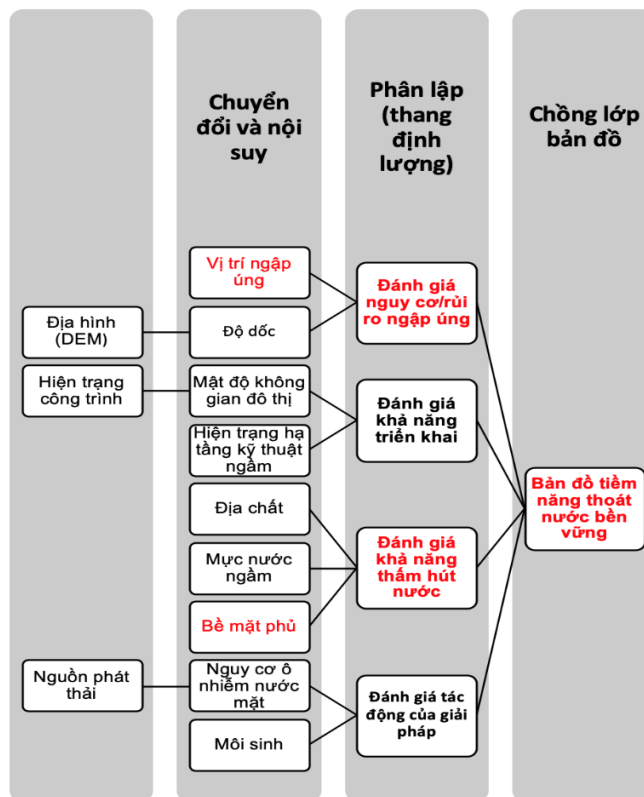 Chuyển
đổi và nội
suy
Phân lập
(thang
định
lượng)
Chồng lớp
bản đồ
Địa hình
(DEM)
Hiện trạng
công trình
Nguồn phát
thải
Vị trí ngập
úng
Độ dốc
Mật độ không
gian đô thị
Hiện trạng hạ
tầng kỹ thuật
ngầm
Địa chất
Mực nước
ngầm
Bề mặt phủ
Nguy cơ ô
nhiễm nước
mặt
Môi sinh
Đánh giá
nguy cơ/rủi
ro ngập úng
Đánh giá
khả năng
triển khai
Đánh giá
khả năng
thấm hút
nước
Đánh giá tác
động của giải
pháp
Bản đồ tiềm
năng thoát
nước bền
vững